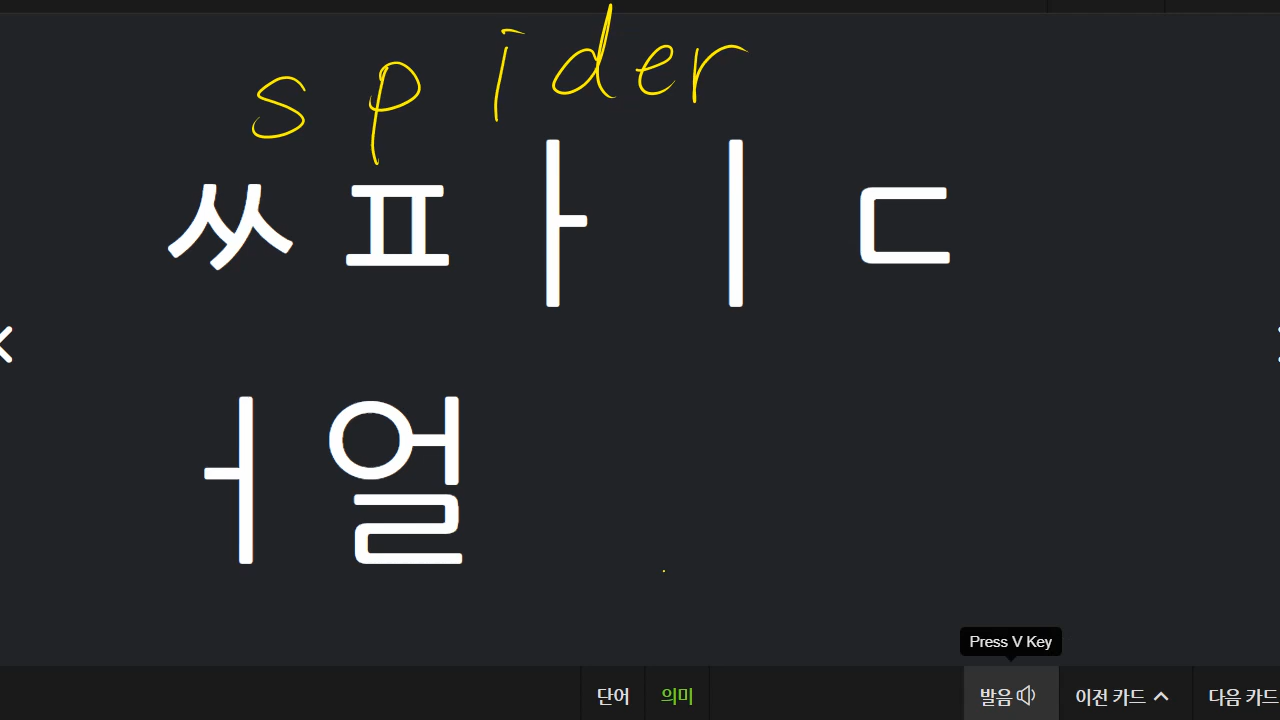 spider
ㅆ ㅍ ㅏ ㅣ ㄷ
ㅓ 얼
Press V Key
단어 의미 발음 이전 카드 다음 카드